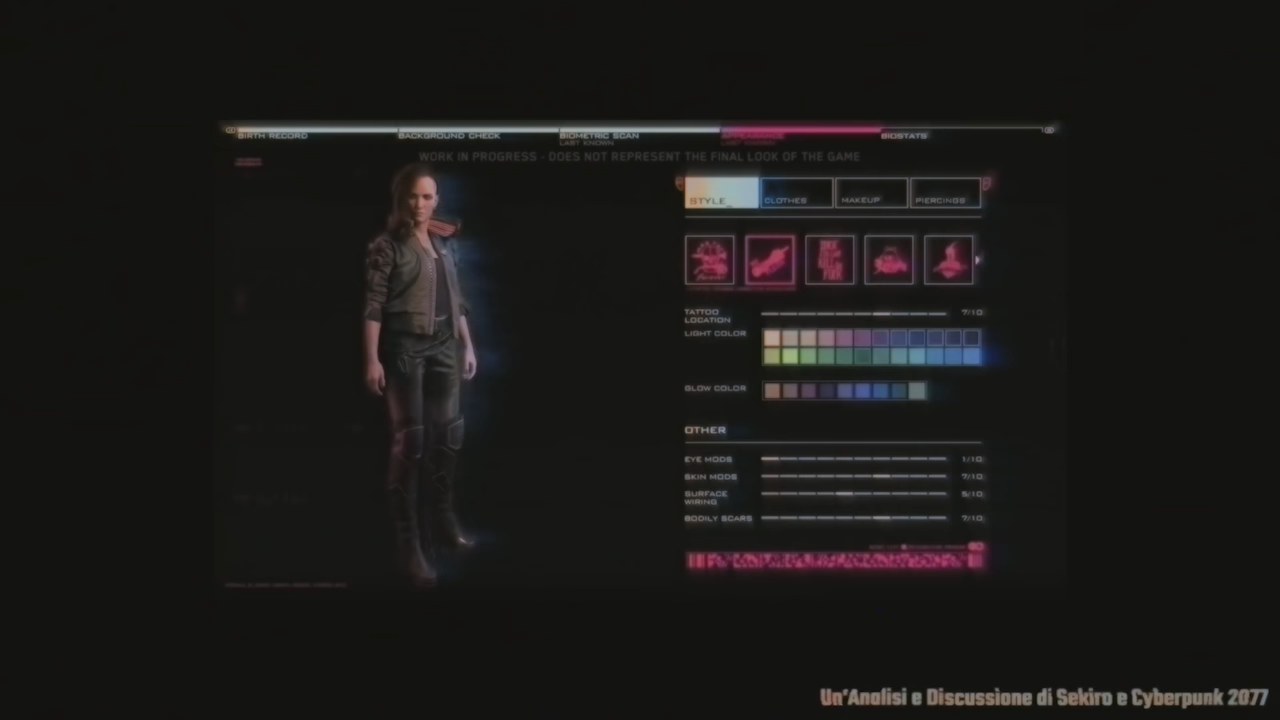 BIRTH RECORD
BACKGROUND CHECK
BIOMETRIC SCAN
LAST KNOWN
APPEARANCE
LAST KNOWN
BIOSTATS
WORK IN PROGRESS - DOES NOT REPRESENT THE FINAL LOOK OF THE GAME
STYLE_
CLOTHES
MAKEUP
PIERCINGS
TATTOO
LOCATION
7/10
LIGHT COLOR
GLOW COLOR
OTHER
EYE MODS
1/10
SKIN MODS
7/10
SURFACE
WIRING
5/10
BODILY SCARS
7/10
Un'Analisi e Discussione di Sekiro e Cyberpunk 2077